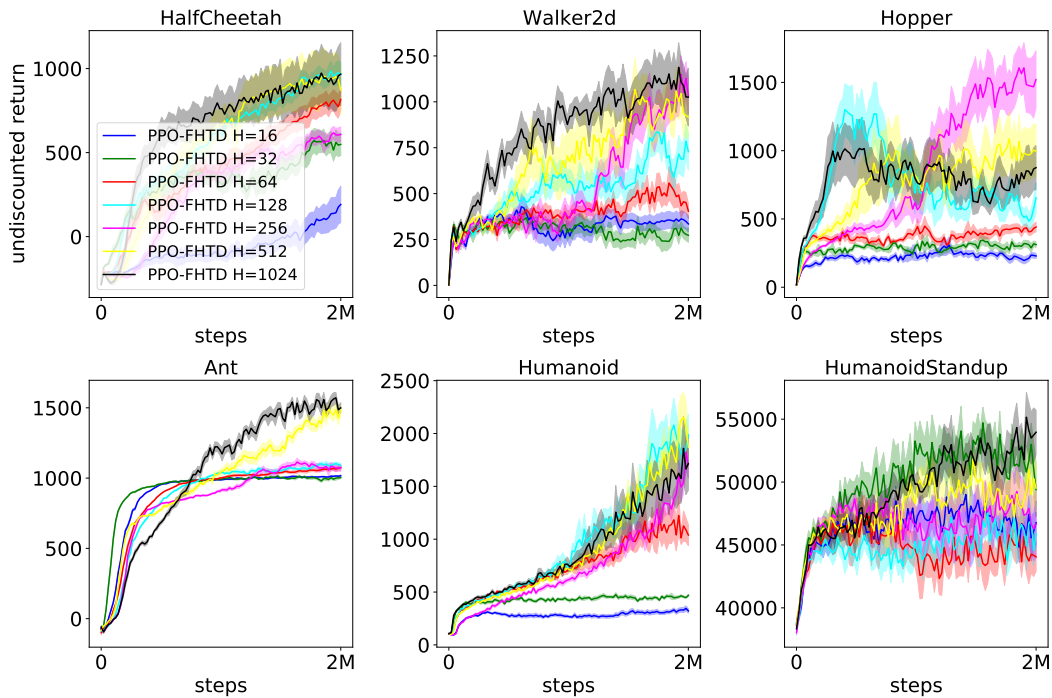 HalfCheetah
Walker2d
Hopper
undiscounted return
1000
500
0
PPO-FHTD H=16
PPO-FHTD H=32
PPO-FHTD H=64
PPO-FHTD H=128
PPO-FHTD H=256
PPO-FHTD H=512
PPO-FHTD H=1024
0
2M
steps
1250
1000
750
500
250
0
0
2M
steps
1500
1000
500
0
0
2M
steps
Ant
Humanoid
HumanoidStandup
1500
1000
500
0
0
2M
steps
2500
2000
1500
1000
500
0
0
2M
steps
55000
50000
45000
40000
0
2M
steps